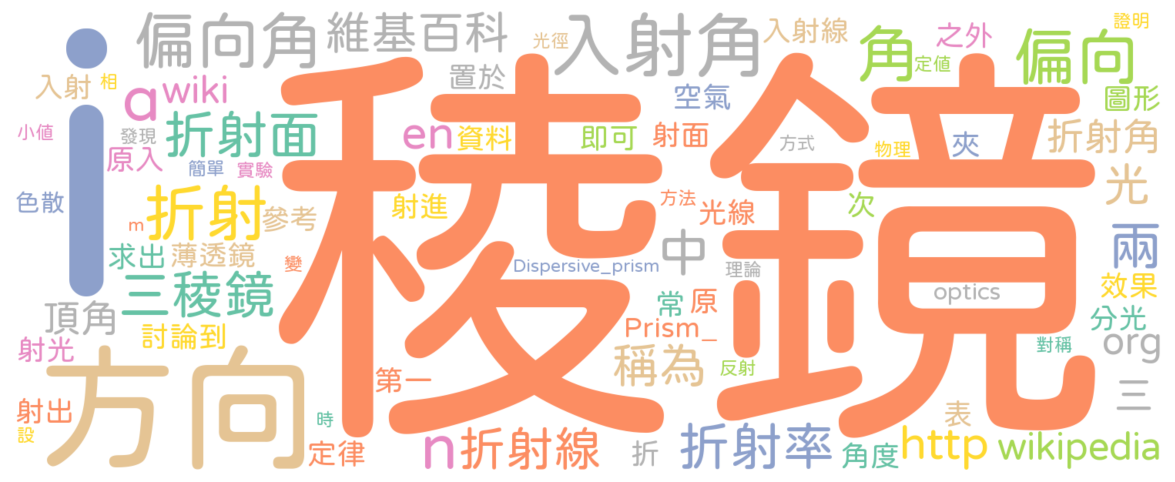 稜鏡
i
方向
偏向角
維基百科
光徑
入射角
入射線
角
定值
之外
偏向
證明
入射
相
a
wiki
置於
空氣
圖形
小值
發現
折射面
en
資料
即可
射面
方式
物理
夾
折射角
原入
簡單
實驗
色散
m
折射
參考
射進
方法
光線
次
光
兩
求出
薄透鏡
變
Dispersive_prism
中
理論
optics
效果
三稜鏡
頂角
常
原
Prism_
分光
射光
討論到
稱為
反射
對稱
org
第一
三
射出
設
時
定律
n
折射線
折
折射率
角度
表
http
wikipedia